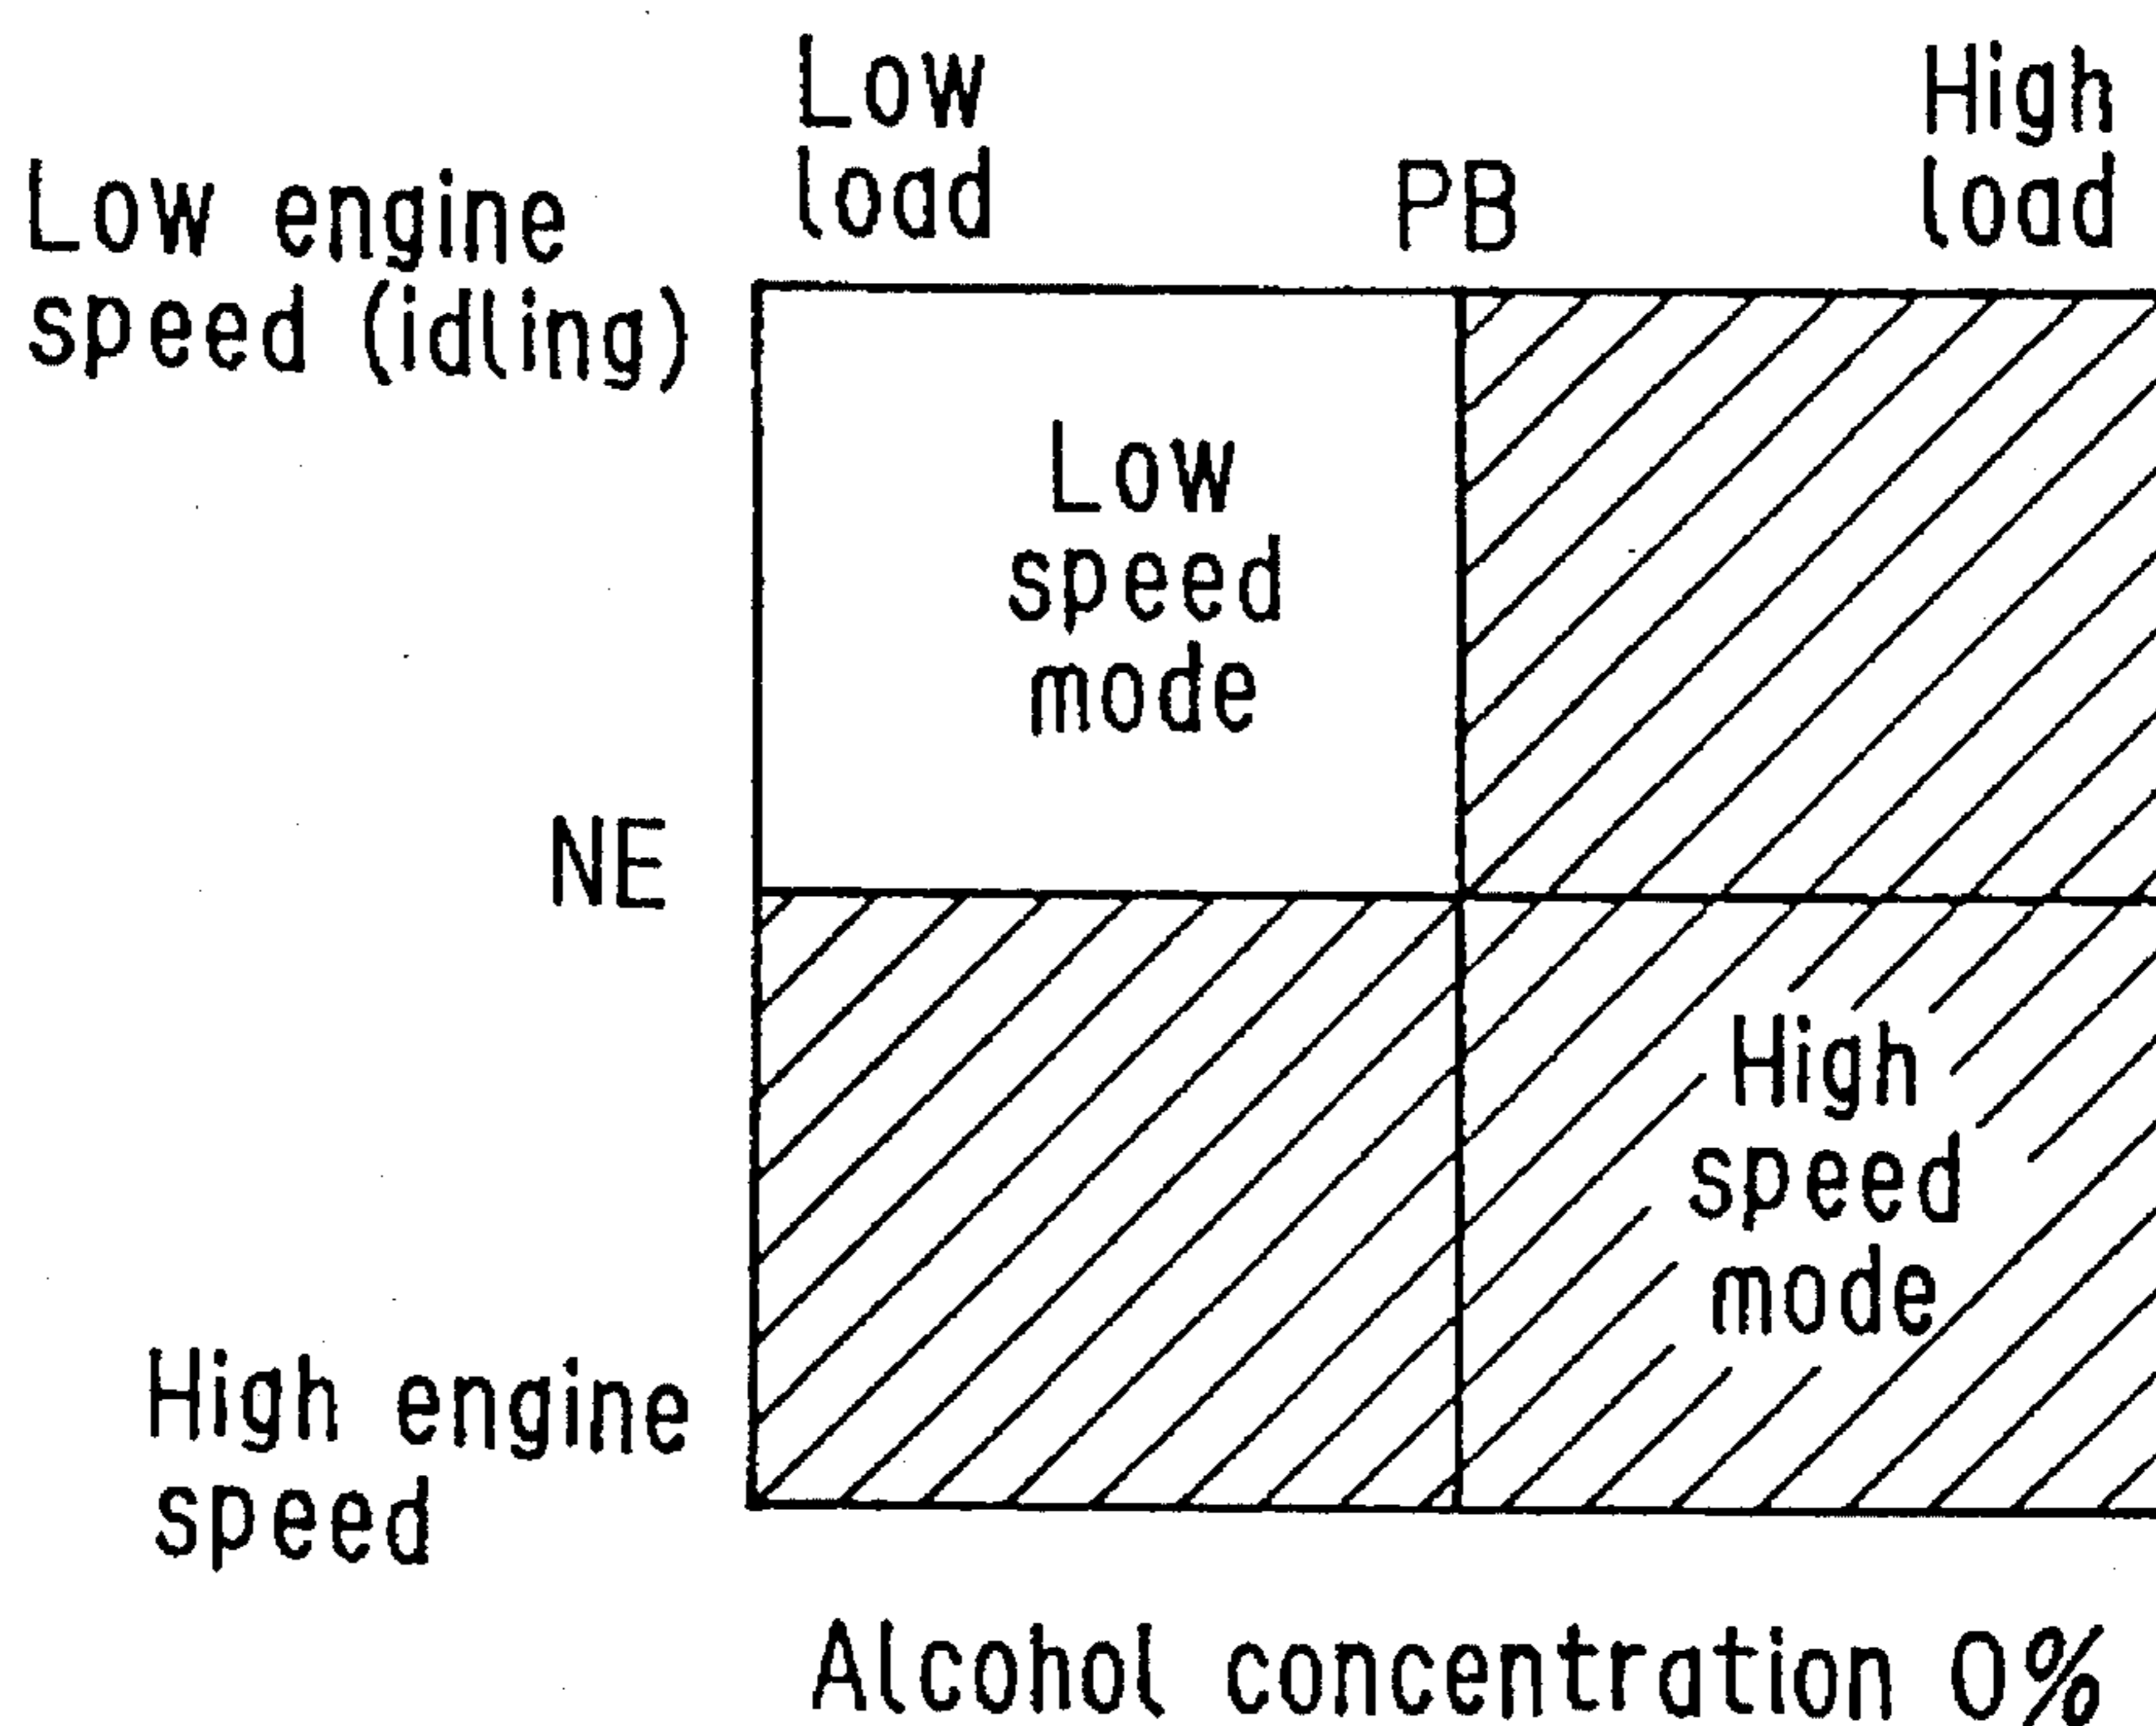 Low
load
PB
High
load
Low engine
speed (idling)
Low
speed
mode
NE
High
speed
mode
High engine
speed
Alcohol concentration 0%